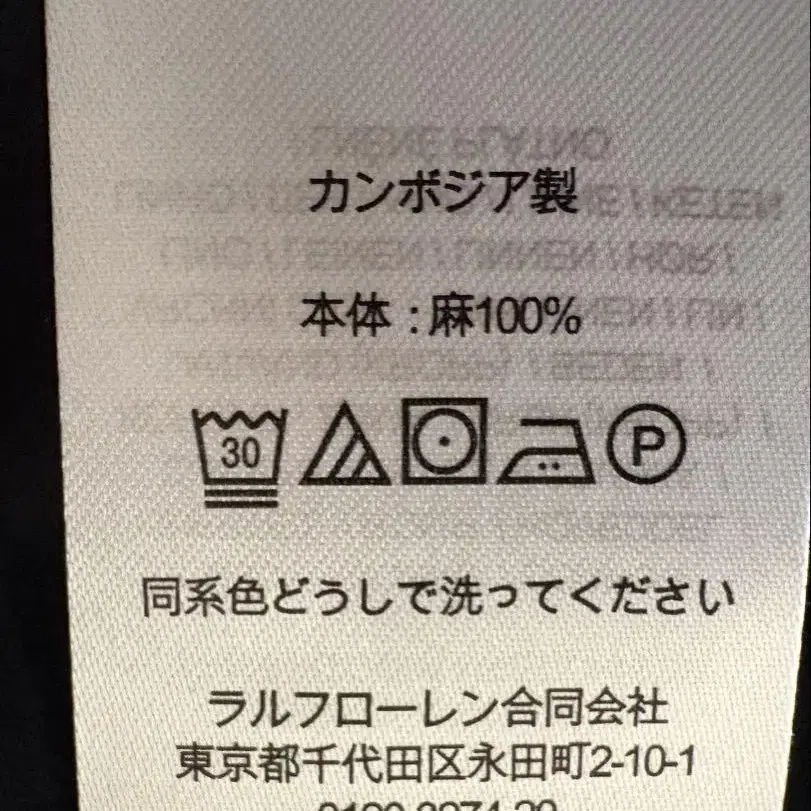 カンボジア製
本体:麻100%
30
P
同系色どうしで洗ってください
ラルフローレン合同会社
東京都千代田区永田町2-10-1